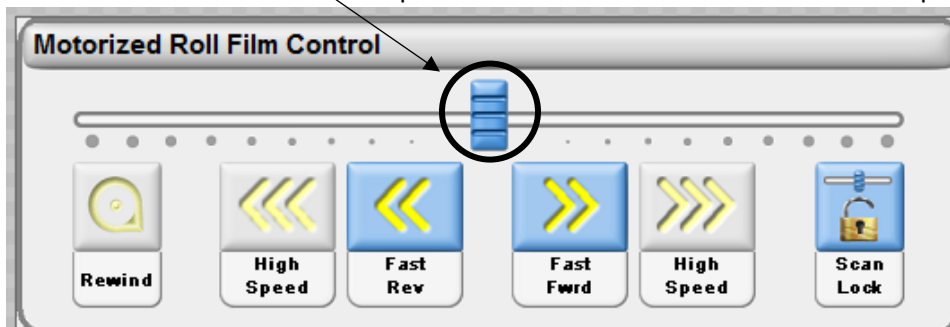 Motorized Roll Film Control
Rewind
High
Speed
Fast
Rev
Fast
Fwrd
High
Speed
Scan
Lock